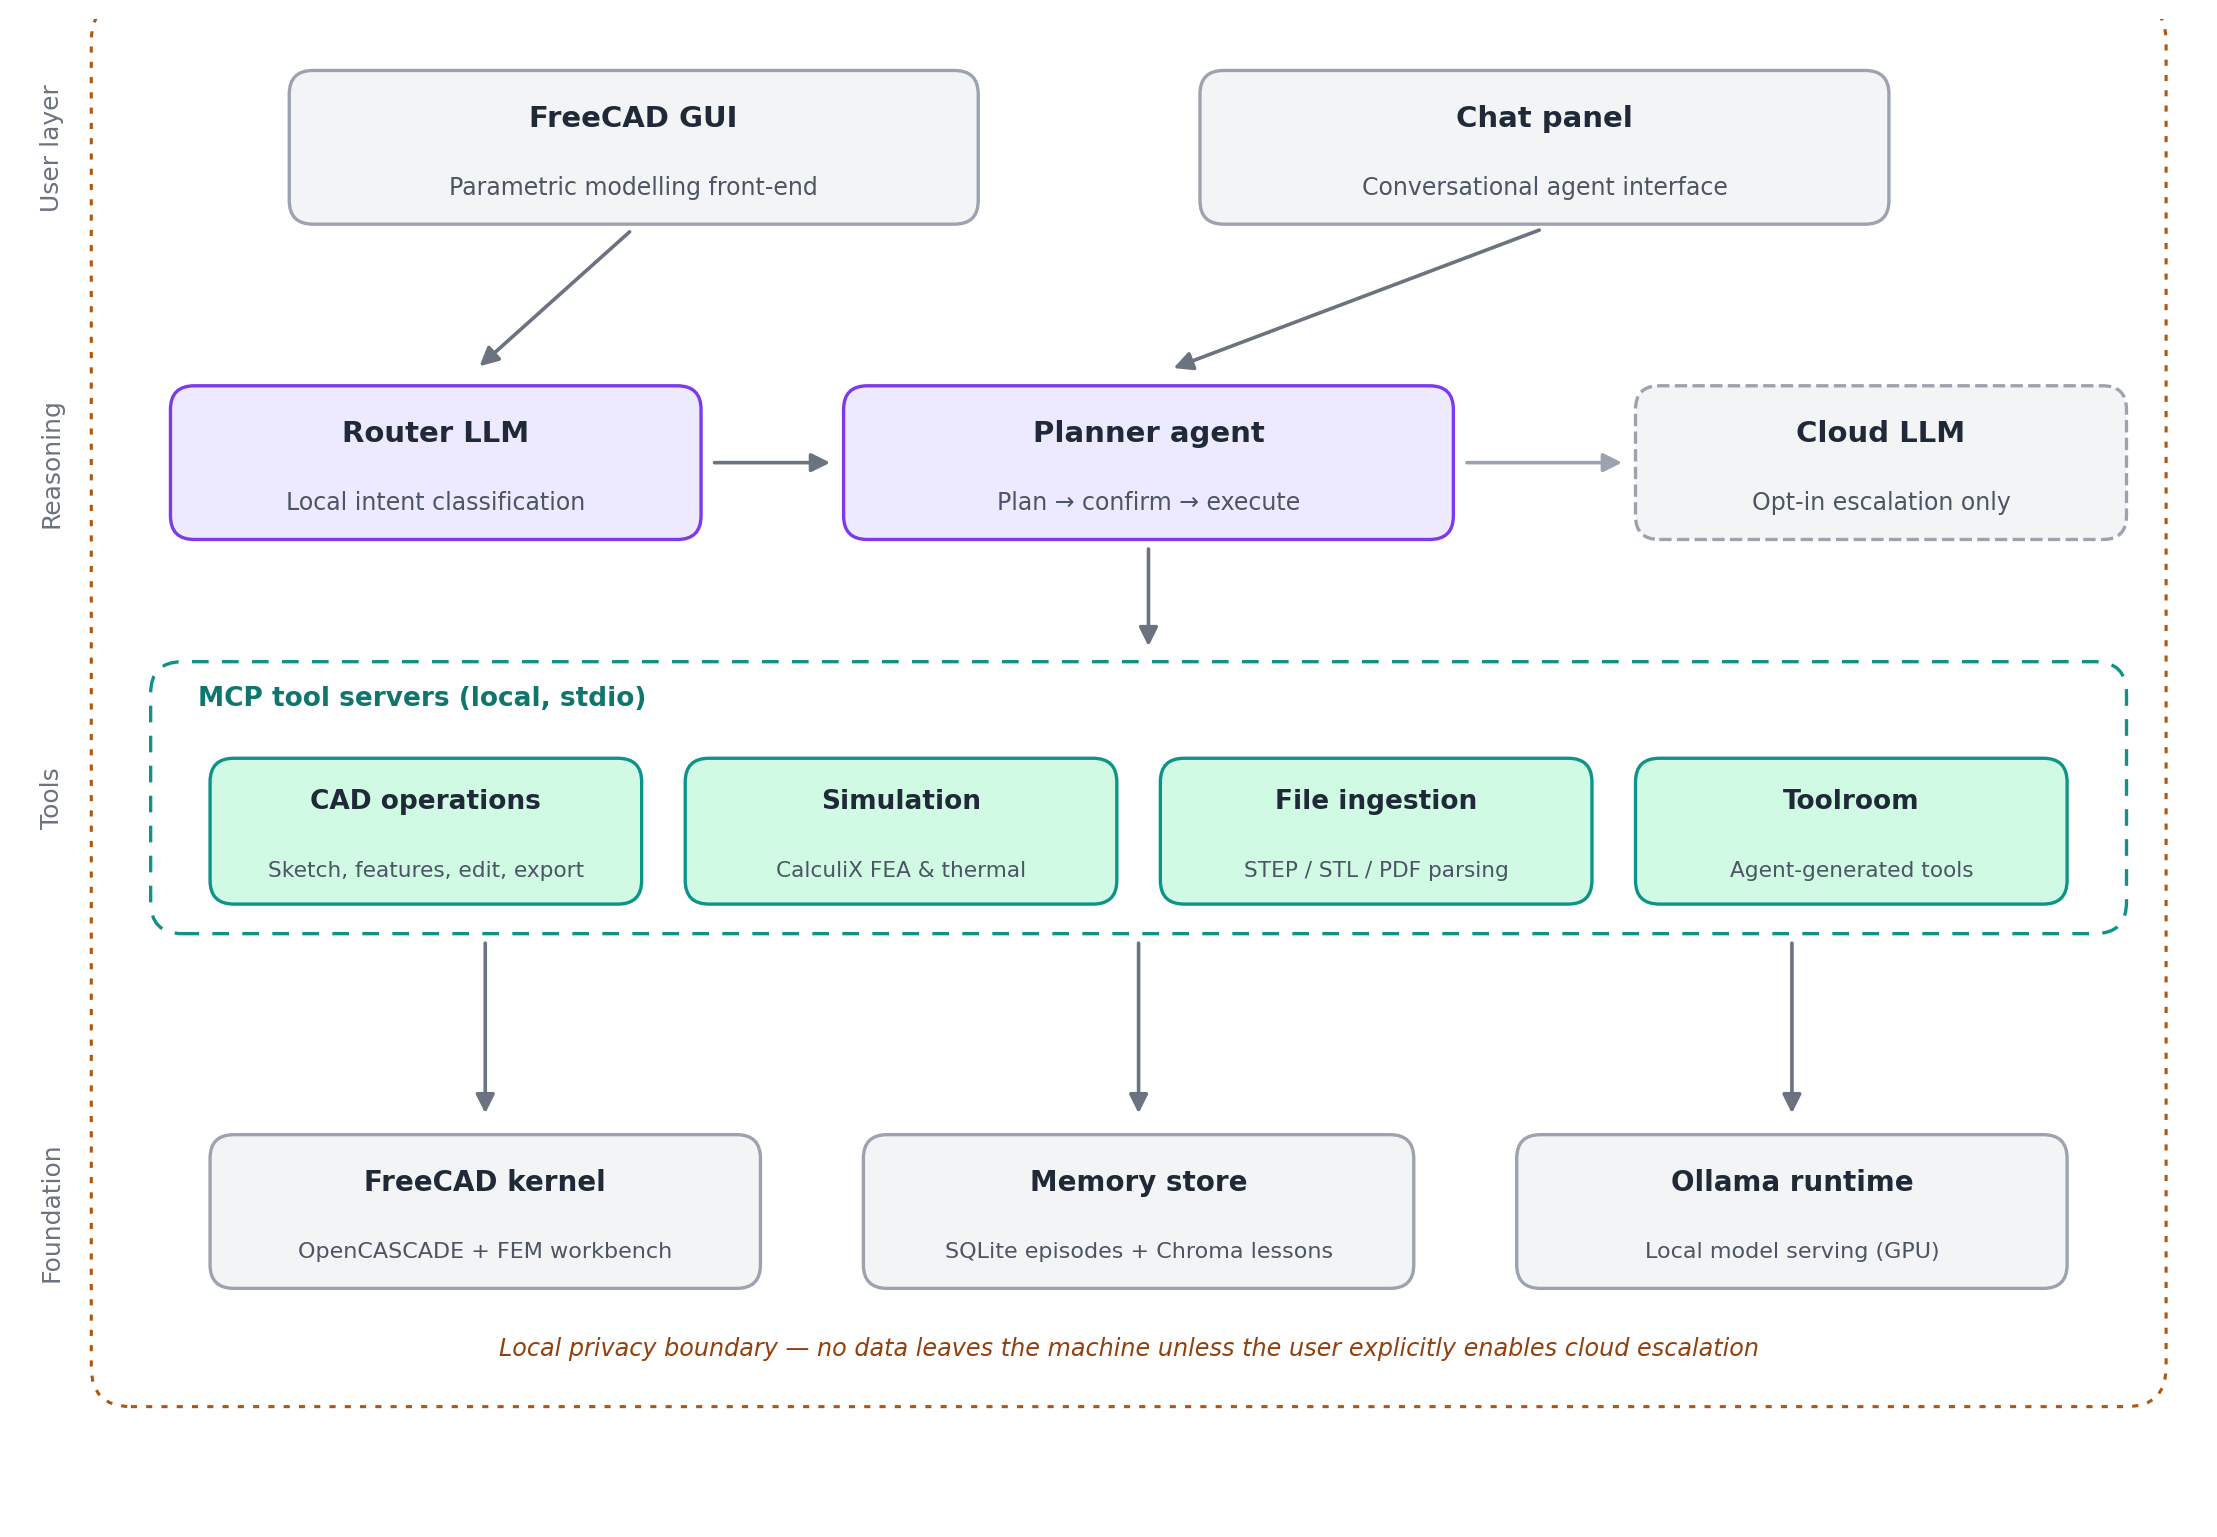 User layer
FreeCAD GUI
Parametric modelling front-end
Chat panel
Conversational agent interface
Reasoning
Router LLM
Local intent classification
Planner agent
Plan → confirm → execute
Cloud LLM
Opt-in escalation only
Tools
MCP tool servers (local, stdio)
CAD operations
Sketch, features, edit, export
Simulation
CalculiX FEA & thermal
File ingestion
STEP / STL / PDF parsing
Toolroom
Agent-generated tools
Foundation
FreeCAD kernel
OpenCASCADE + FEM workbench
Memory store
SQLite episodes + Chroma lessons
Ollama runtime
Local model serving (GPU)
Local privacy boundary — no data leaves the machine unless the user explicitly enables cloud escalation